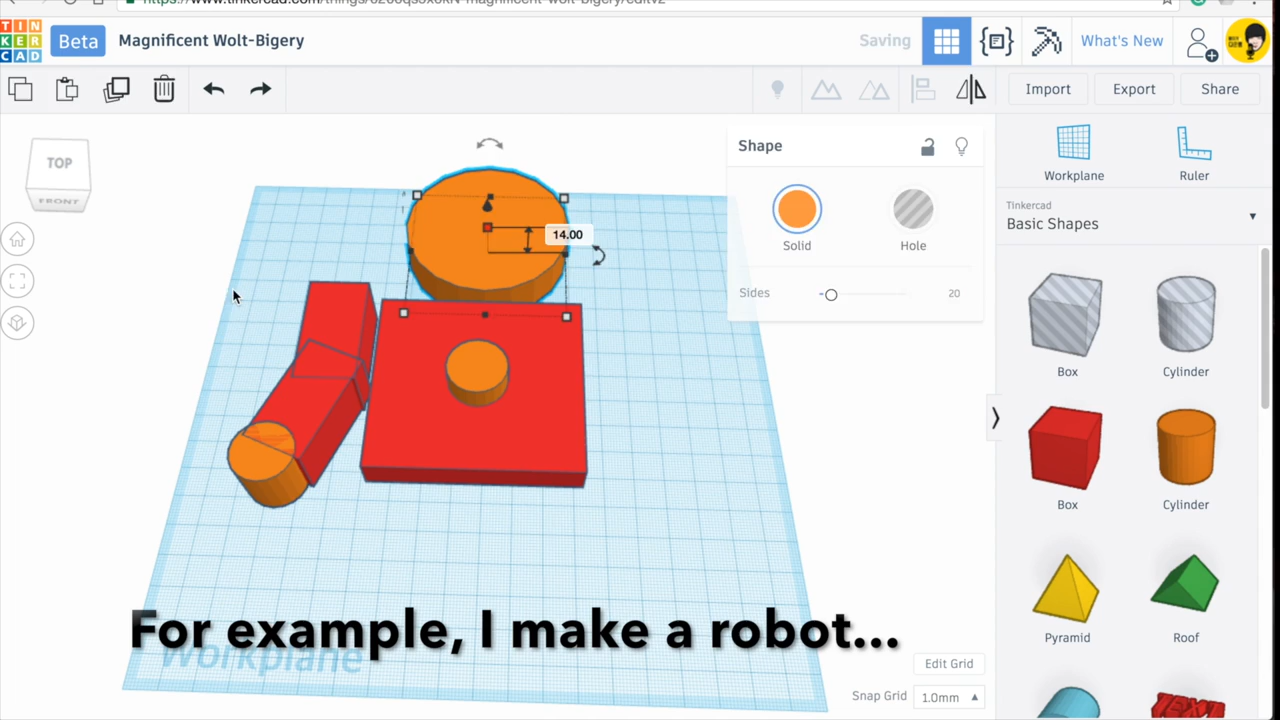 TIN
KER
CAD
Beta
Magnificent Wolt-Bigery
Saving
What's New
Import
Export
Share
TOP
FRONT
Shape
Solid
Hole
Sides
20
14.00
Workplane
Ruler
Tinkercad
Basic Shapes
Box
Cylinder
Box
Cylinder
Pyramid
Roof
TEXT
For example, I make a robot...
Workplane
Edit Grid
Snap Grid
1.0mm